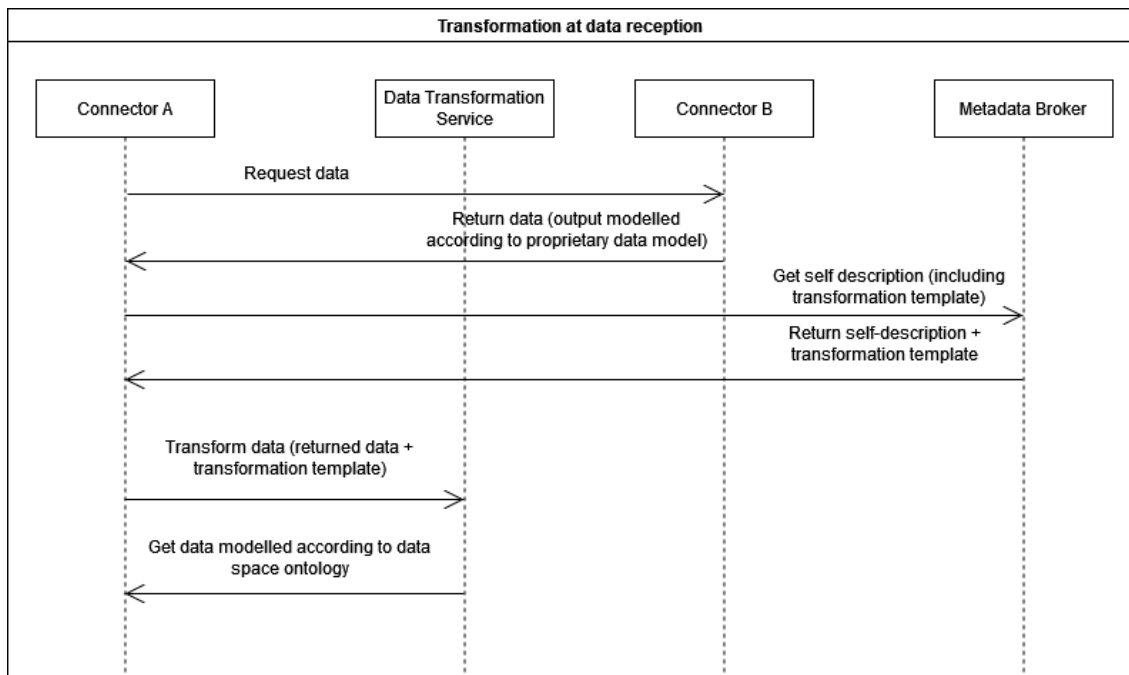 Transformation at data reception
Connector A
Data Transformation
Service
Connector B
Metadata Broker
Request data
Return data (output modelled
according to proprietary data model)
Get self description (including
transformation template)
Return self-description +
transformation template
Transform data (returned data +
transformation template)
Get data modelled according to data
space ontology